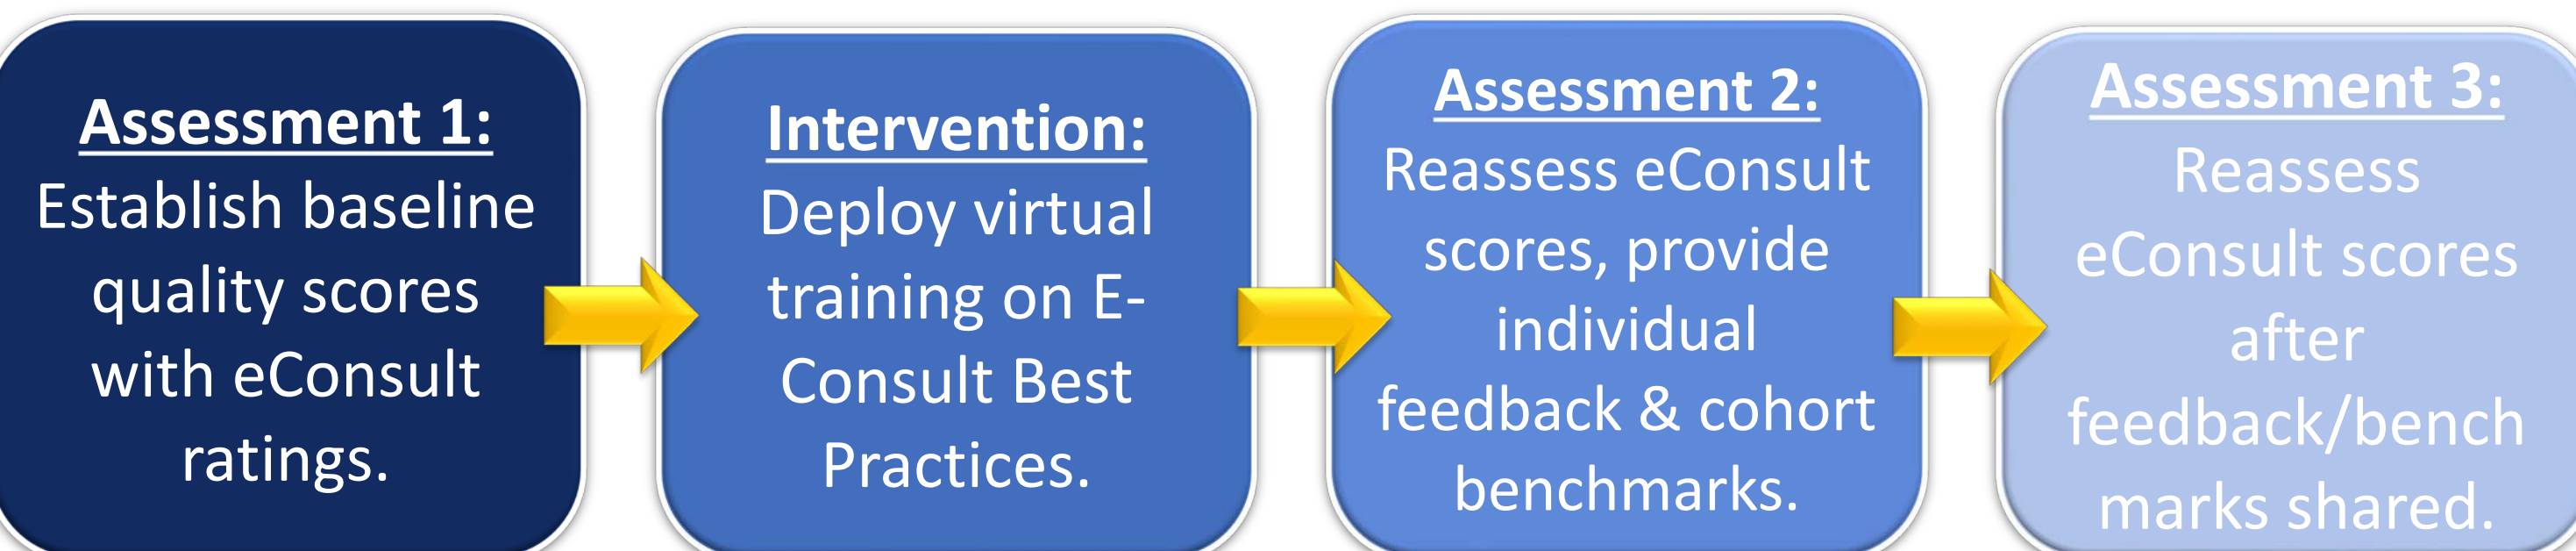 Assessment 1:
Establish baseline
quality scores
with eConsult
ratings.
Intervention:
Deploy virtual
training on E-
Consult Best
Practices.
Assessment 2:
Reassess eConsult
scores, provide
individual
feedback & cohort
benchmarks.
Assessment 3:
Reassess
eConsult scores
after
feedback/bench
marks shared.